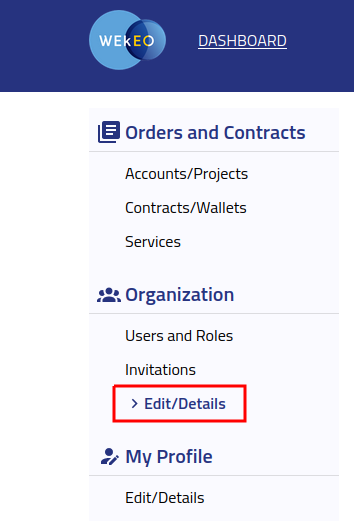 WEkEO
DASHBOARD
Orders and Contracts
Accounts/Projects
Contracts/Wallets
Services
Organization
Users and Roles
Invitations
Edit/Details
My Profile
Edit/Details